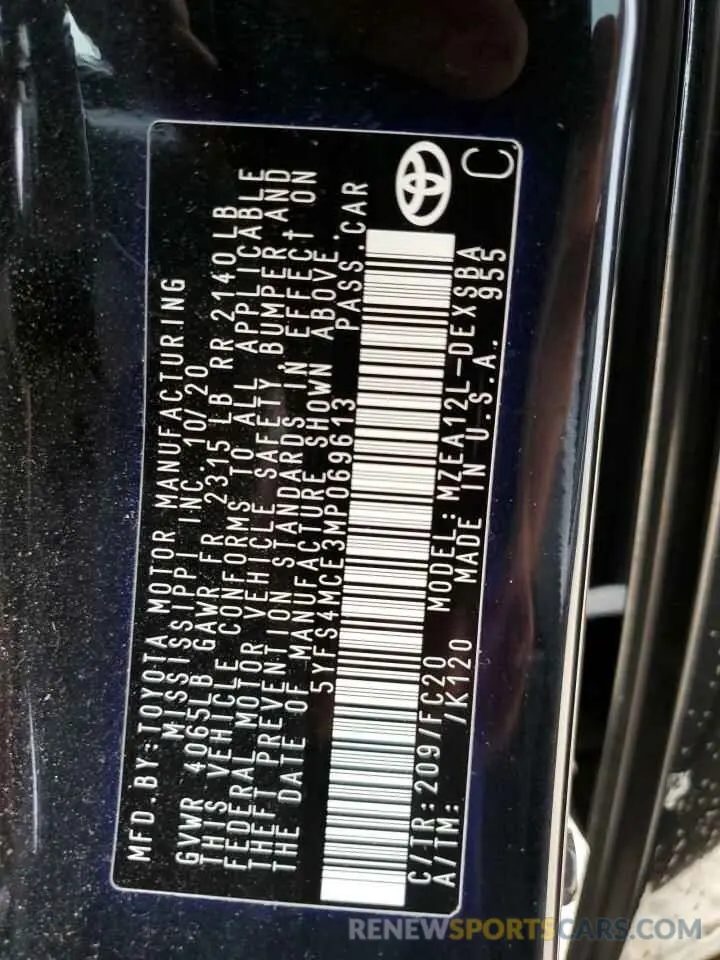 MFD.BY:TOYOTA MOTOR MANUFACTURING
MISSISSIPPI INC. 10/20
GVWR 4065LB GAWR FR 2315 LB RR 2140 LB
THIS VEHICLE CONFORMS TO ALL APPLICABLE
FEDERAL MOTOR VEHICLE SAFETY, BUMPER AND
THEFT PREVENTION STANDARDS IN EFFECT ON
THE DATE OF MANUFACTURE SHOWN ABOVE.
5YFS4MCE3MP069613 PASS.CAR
C/TR:209/FC20 MODEL:MZEA12L-DEXSBA
A/TM: /K120 MADE IN U.S.A. 955
C
RENEWSPORTSCARS.COM